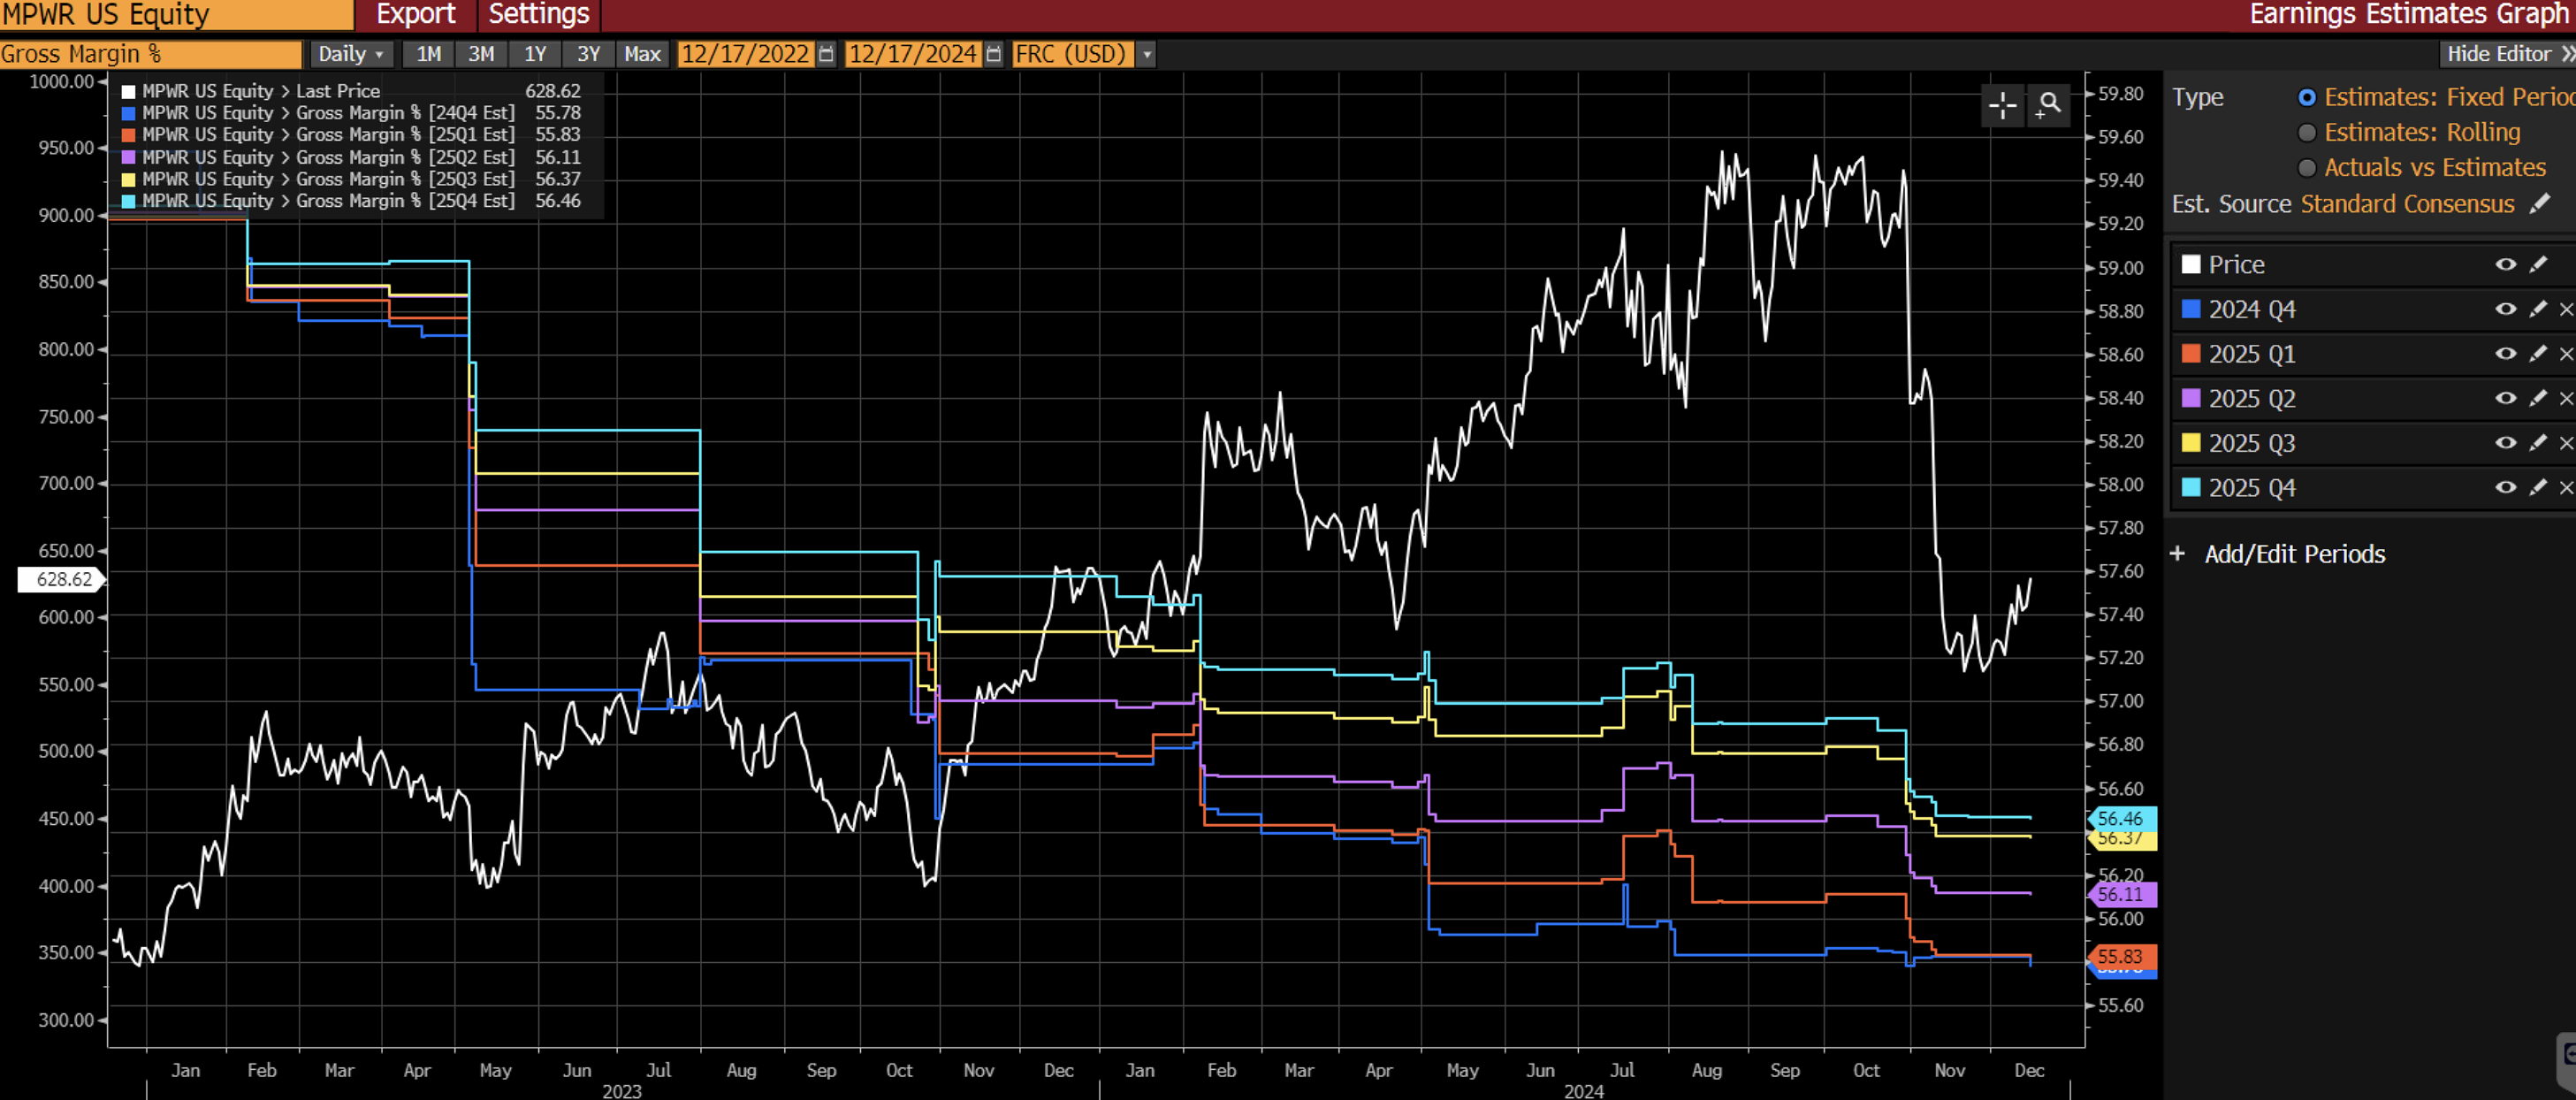 MPWR US Equity Export Settings Earnings Estimates Graph
Gross Margin % Daily 1M 3M 1Y 3Y Max 12/17/2022 12/17/2024 FRC (USD) Hide Editor »
MPWR US Equity > Last Price 628.62
MPWR US Equity > Gross Margin % [24Q4 Est] 55.78
MPWR US Equity > Gross Margin % [25Q1 Est] 55.83
MPWR US Equity > Gross Margin % [25Q2 Est] 56.11
MPWR US Equity > Gross Margin % [25Q3 Est] 56.37
MPWR US Equity > Gross Margin % [25Q4 Est] 56.46
1000.00
950.00
900.00
850.00
800.00
750.00
700.00
650.00
628.62
600.00
550.00
500.00
450.00
400.00
350.00
300.00
59.80
59.60
59.40
59.20
59.00
58.80
58.60
58.40
58.20
58.00
57.80
57.60
57.40
57.20
57.00
56.80
56.60
56.46
56.37
56.20
56.11
56.00
55.83
55.60
Jan Feb Mar Apr May Jun Jul Aug Sep Oct Nov Dec Jan Feb Mar Apr May Jun Jul Aug Sep Oct Nov Dec
2023 2024
Type Estimates: Fixed Perio
Estimates: Rolling
Actuals vs Estimates
Est. Source Standard Consensus
Price
2024 Q4
2025 Q1
2025 Q2
2025 Q3
2025 Q4
+ Add/Edit Periods